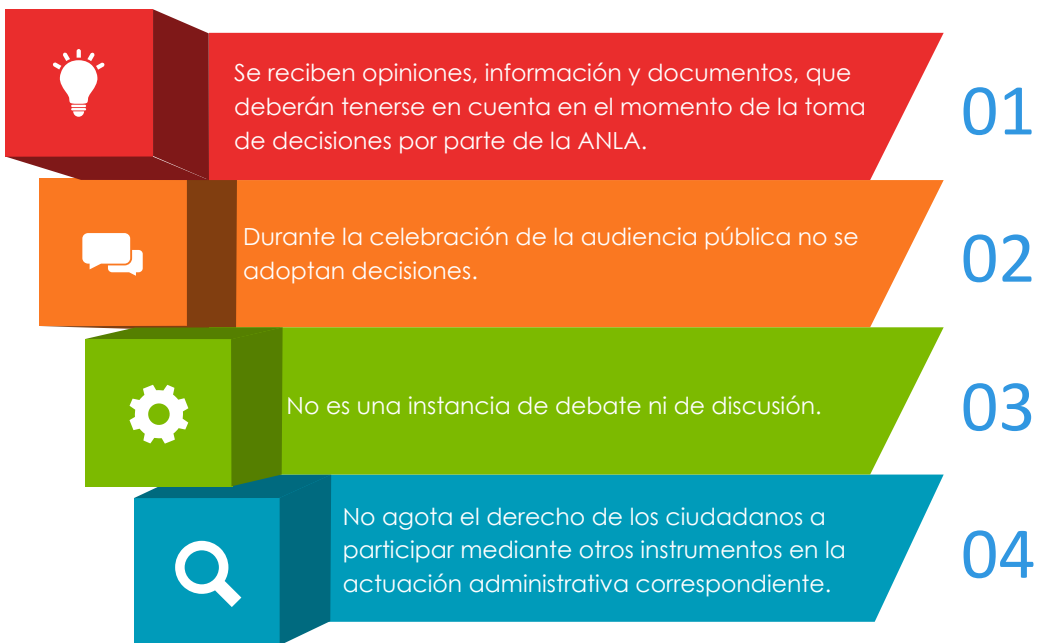 Se reciben opiniones, información y documentos, que
deberán tenerse en cuenta en el momento de la toma
de decisiones por parte de la ANLA.
01
Durante la celebración de la audiencia pública no se
adoptan decisiones.
02
No es una instancia de debate ni de discusión.
03
No agota el derecho de los ciudadanos a
participar mediante otros instrumentos en la
actuación administrativa correspondiente.
04